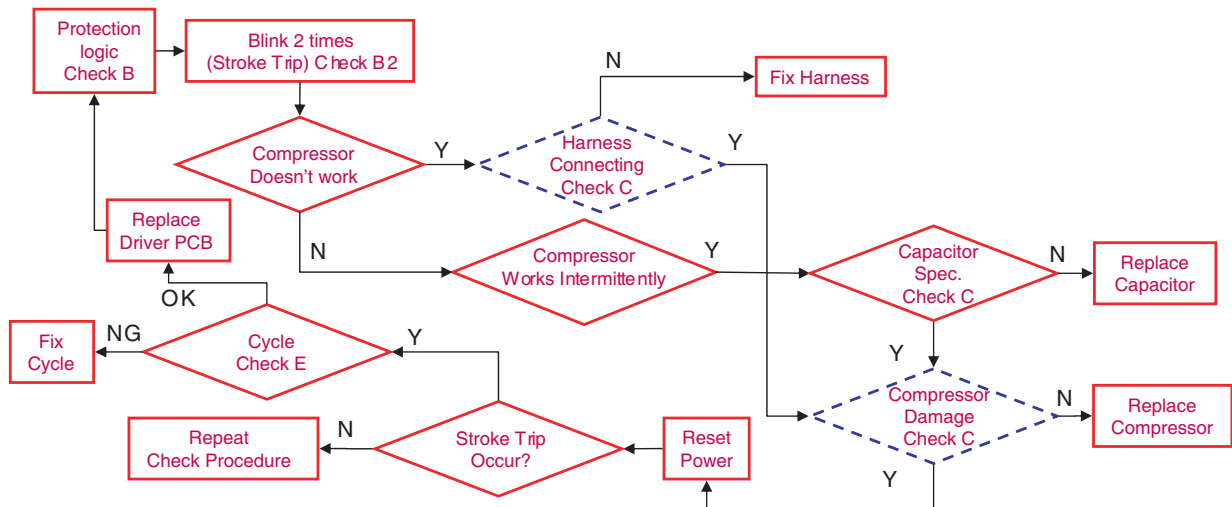 Protection
logic
Check B
Blink 2 times
(Stroke Trip) Check B2
N
Fix Harness
Compressor
Doesn't work
Y
Harness
Connecting
Check C
Y
Replace
Driver PCB
N
Compressor
Works Intermittently
Y
Capacitor
Spec.
Check C
N
Replace
Capacitor
OK
Fix
Cycle
NG
Cycle
Check E
Y
Y
Compressor
Damage
Check C
N
Replace
Compressor
Repeat
Check Procedure
N
Stroke Trip
Occur?
Reset
Power
Y